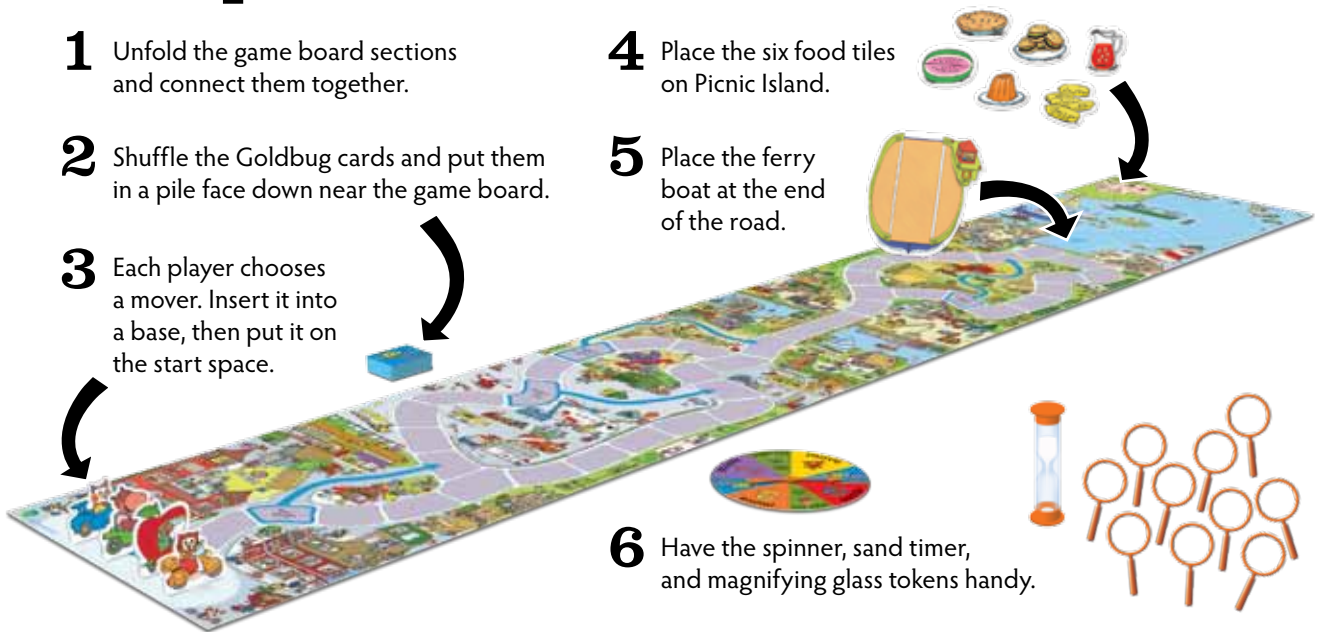 1 Unfold the game board sections
and connect them together.
2 Shuffle the Goldbug cards and put them
in a pile face down near the game board.
3 Each player chooses
a mover. Insert it into
a base, then put it on
the start space.
4 Place the six food tiles
on Picnic Island.
5 Place the ferry
boat at the end
of the road.
6 Have the spinner, sand timer,
and magnifying glass tokens handy.